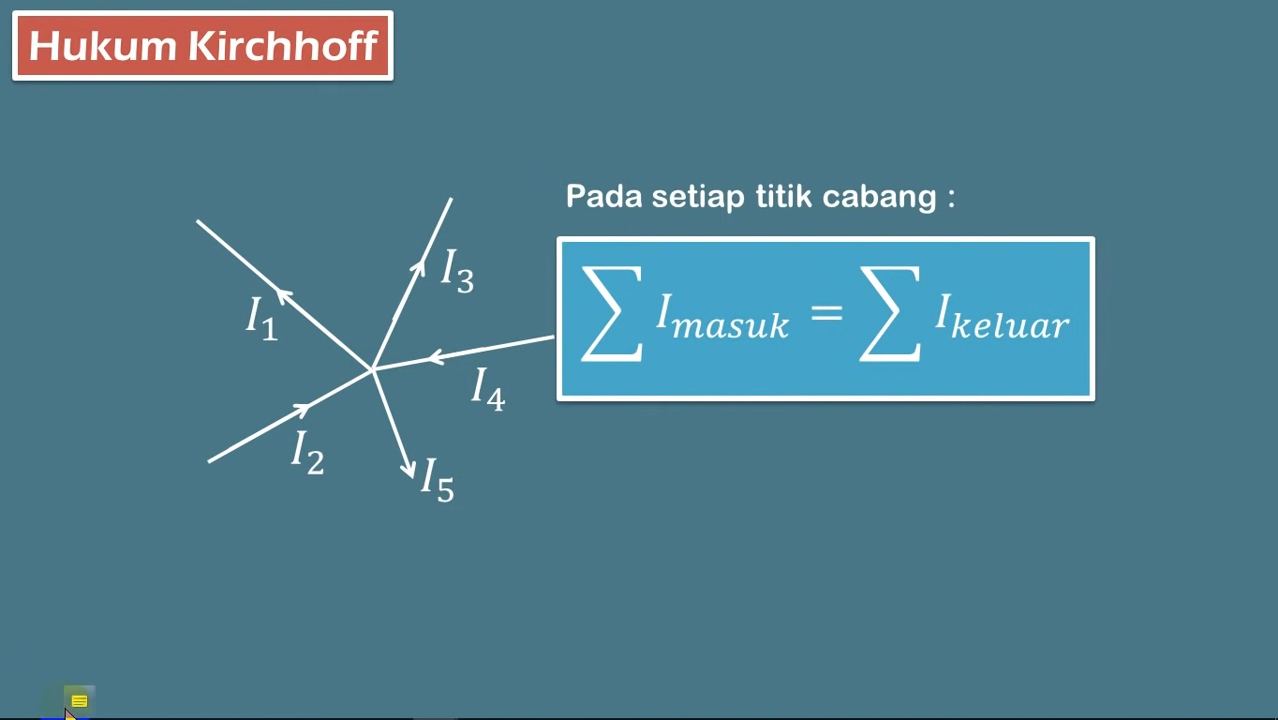 Hukum Kirchhoff
Pada setiap titik cabang :
∑ I_masuk = ∑ I_keluar
I₁
I₂
I₃
I₄
I₅